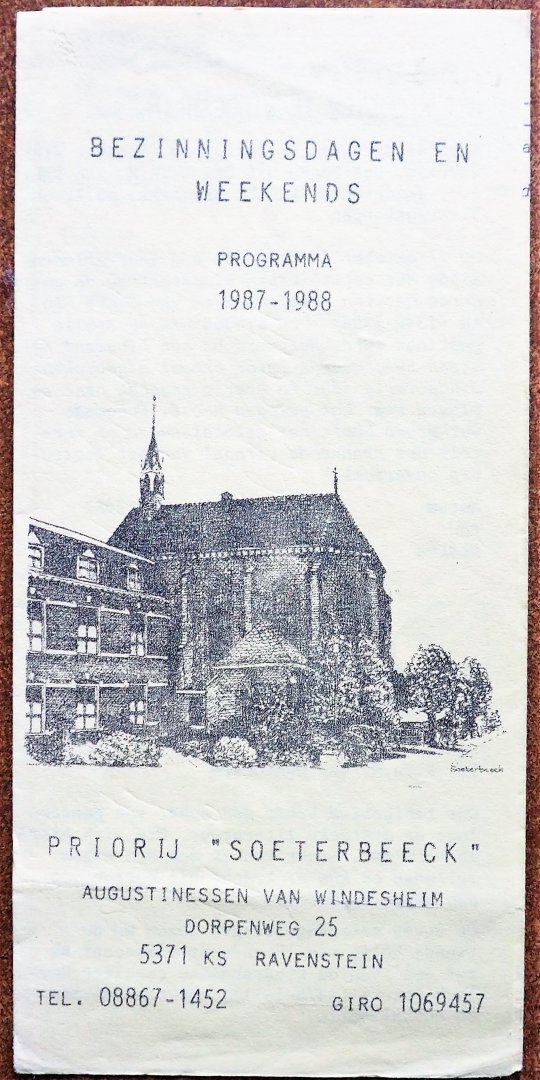 BEZINNINGSDAGEN EN
WEEKENDS
PROGRAMMA
1987-1988
Soeterbeeck
PRIORIJ "SOETERBEECK"
AUGUSTINESSEN VAN WINDESHEIM
DORPENWEG 25
5371 KS RAVENSTEIN
TEL. 08867-1452 GIRO 1069457